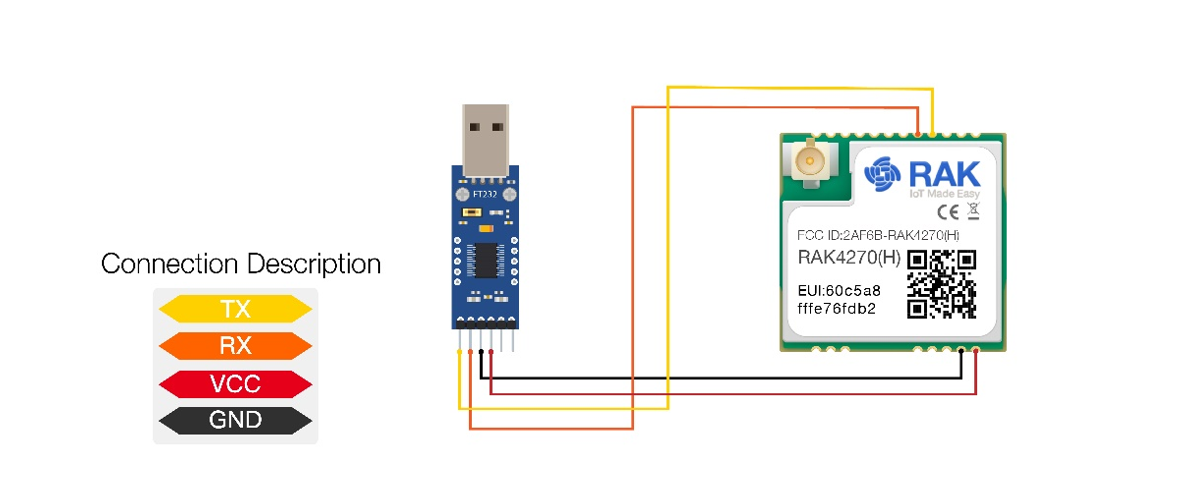 FT232
RAK
IoT Made Easy
CE
FCC ID:2AF6B-RAK4270(H)
RAK4270(H)
EUI:60c5a8
fffe76fdb2
Connection Description
TX
RX
VCC
GND